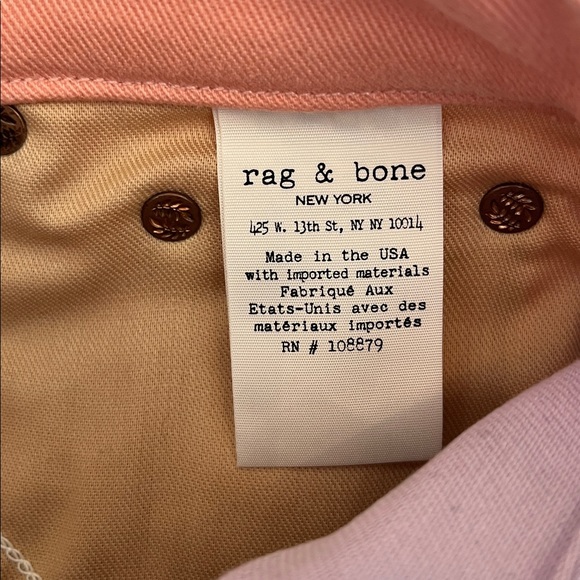 rag & bone
NEW YORK
425 W. 13th St, NY NY 10014
Made in the USA
with imported materials
Fabriqué Aux
Etats-Unis avec des
matériaux importés
RN # 108879